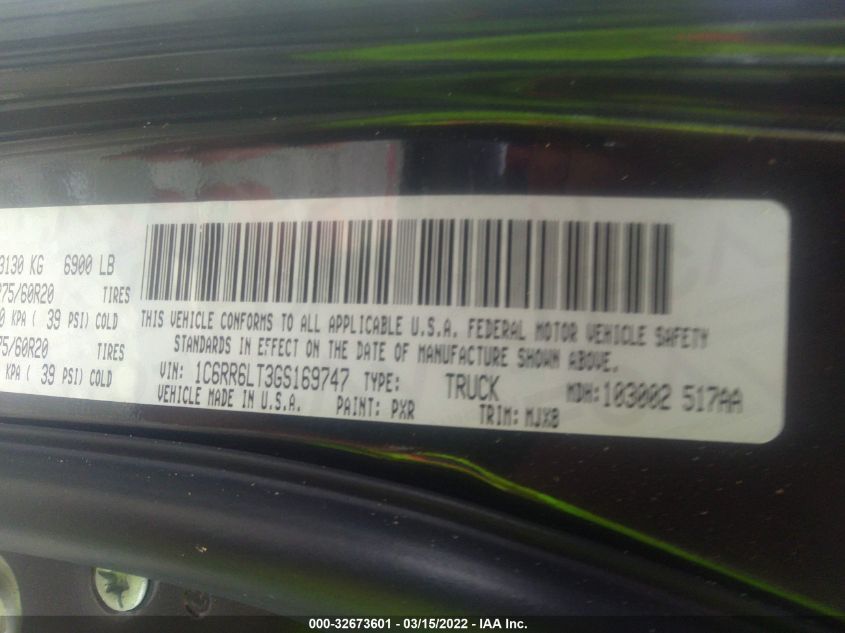 3130 KG 6900 LB
275/60R20 TIRES
0 KPA ( 39 PSI) COLD
75/60R20 TIRES
KPA ( 39 PSI) COLD
THIS VEHICLE CONFORMS TO ALL APPLICABLE U.S.A. FEDERAL MOTOR VEHICLE SAFETY
STANDARDS IN EFFECT ON THE DATE OF MANUFACTURE SHOWN ABOVE.
VIN: 1C6RR6LT3GS169747 TYPE: TRUCK MDH: 103002 517AA
VEHICLE MADE IN U.S.A. PAINT: PXR TRIM: MJX8
000-32673601 - 03/15/2022 - IAA Inc.